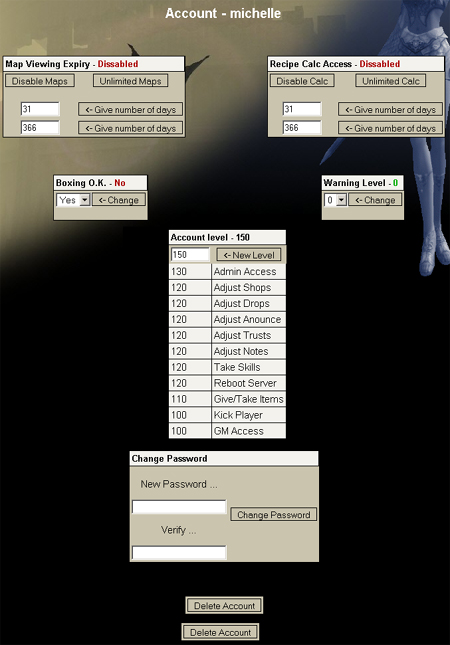 Account - michelle
Map Viewing Expiry - Dissabled
Disable Maps Unlimited Maps
31 <- Give number of days
366 <- Give number of days
Recipe Calc Access - Dissabled
Disable Calc Unlimited Calc
31 <- Give number of days
366 <- Give number of days
Boxing O.K. - No
Yes <- Change
Warning Level - 0
0 <- Change
Account level - 150
150 <- New Level
130 Admin Access
120 Adjust Shops
120 Adjust Drops
120 Adjust Anounce
120 Adjust Trusts
120 Adjust Notes
120 Take Skills
120 Reboot Server
110 Give/Take Items
100 Kick Player
100 GM Access
Change Password
New Password ...
Change Password
Verify ...
Delete Account
Delete Account